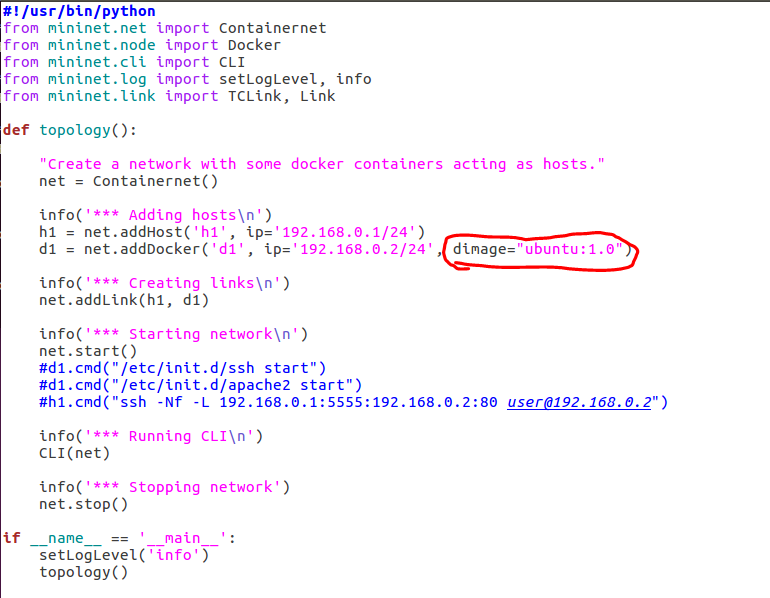 #!/usr/bin/python
from mininet.net import Containernet
from mininet.node import Docker
from mininet.cli import CLI
from mininet.log import setLogLevel, info
from mininet.link import TCLink, Link

def topology():

    "Create a network with some docker containers acting as hosts."
    net = Containernet()

    info('*** Adding hosts\n')
    h1 = net.addHost('h1', ip='192.168.0.1/24')
    d1 = net.addDocker('d1', ip='192.168.0.2/24', dimage="ubuntu:1.0")

    info('*** Creating links\n')
    net.addLink(h1, d1)

    info('*** Starting network\n')
    net.start()
    #d1.cmd("/etc/init.d/ssh start")
    #d1.cmd("/etc/init.d/apache2 start")
    #h1.cmd("ssh -Nf -L 192.168.0.1:5555:192.168.0.2:80 user@192.168.0.2")

    info('*** Running CLI\n')
    CLI(net)

    info('*** Stopping network')
    net.stop()

if __name__ == '__main__':
    setLogLevel('info')
    topology()